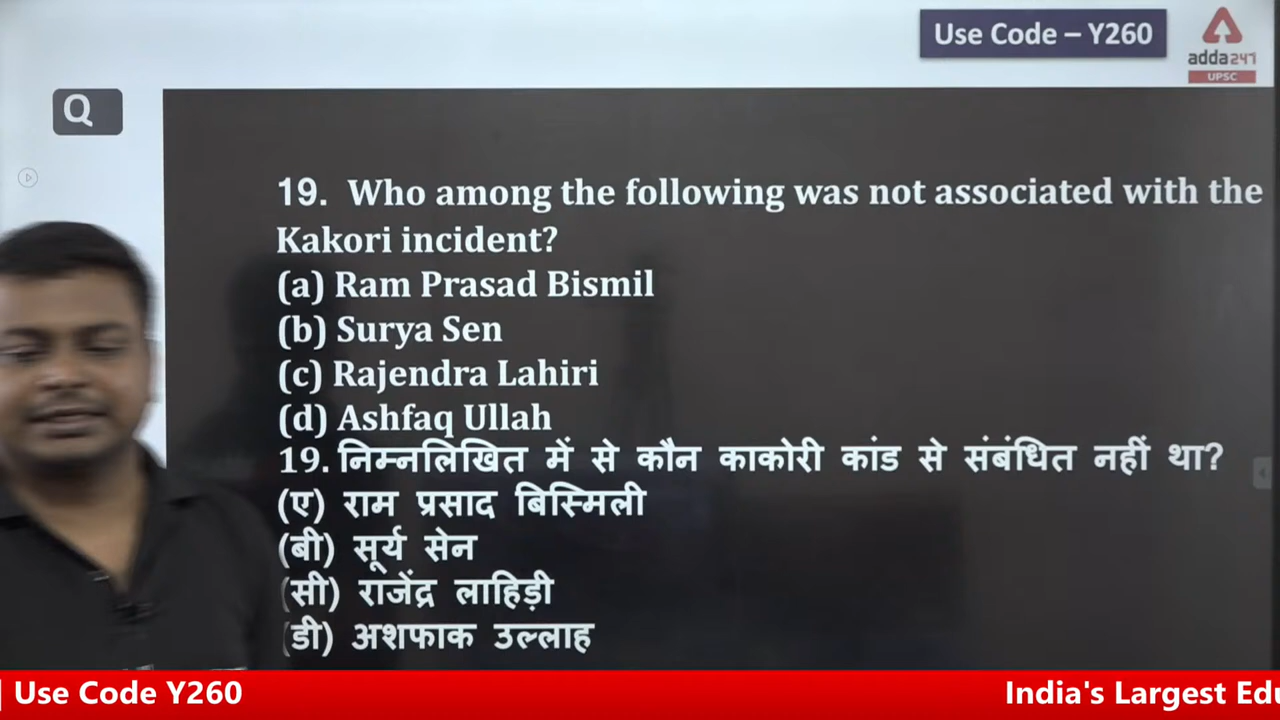 Use Code – Y260
adda247
UPSC
Q
19. Who among the following was not associated with the
Kakori incident?
(a) Ram Prasad Bismil
(b) Surya Sen
(c) Rajendra Lahiri
(d) Ashfaq Ullah
19. निम्नलिखित में से कौन काकोरी कांड से संबंधित नहीं था?
(ए) राम प्रसाद बिस्मिली
(बी) सूर्य सेन
(सी) राजेंद्र लाहिड़ी
(डी) अशफाक उल्लाह
| Use Code Y260
India's Largest Edu